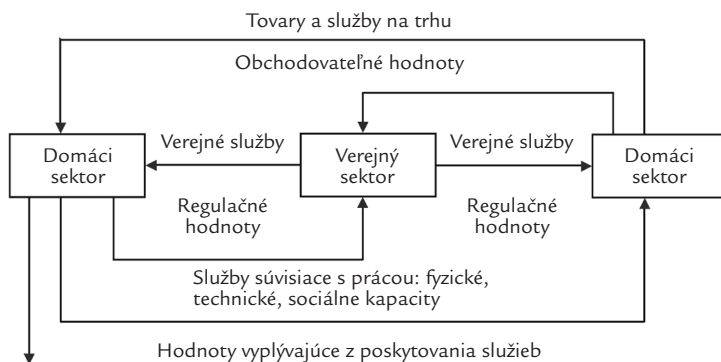 Tovary a služby na trhu
Obchodovateľné hodnoty
Domáci
sektor
Verejné služby
Verejný
sektor
Verejné služby
Domáci
sektor
Regulačné
hodnoty
Regulačné
hodnoty
Služby súvisiace s prácou: fyzické,
technické, sociálne kapacity
Hodnoty vyplývajúce z poskytovania služieb